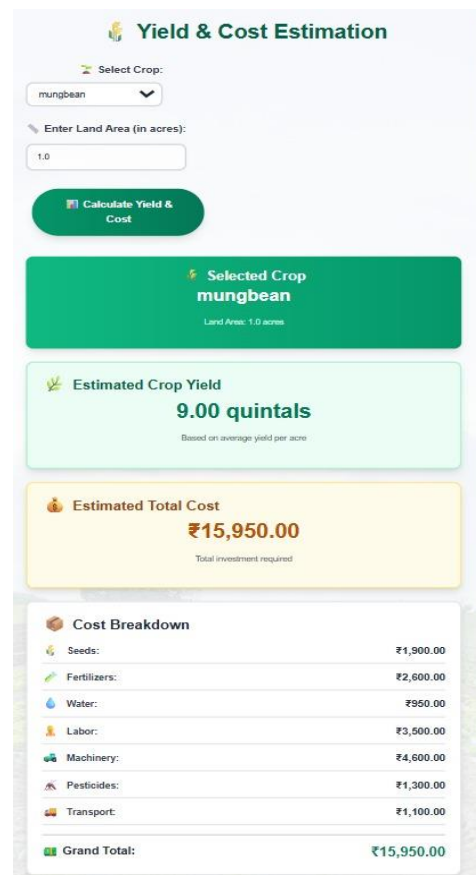 Yield & Cost Estimation
Select Crop:
mungbean
Enter Land Area (in acres):
1.0
Calculate Yield &
Cost
Selected Crop
mungbean
Land Area: 1.0 acres
Estimated Crop Yield
9.00 quintals
Based on average yield per acre
Estimated Total Cost
₹15,950.00
Total investment required
Cost Breakdown
Seeds: ₹1,900.00
Fertilizers: ₹2,600.00
Water: ₹950.00
Labor: ₹3,500.00
Machinery: ₹4,600.00
Pesticides: ₹1,300.00
Transport: ₹1,100.00
Grand Total: ₹15,950.00